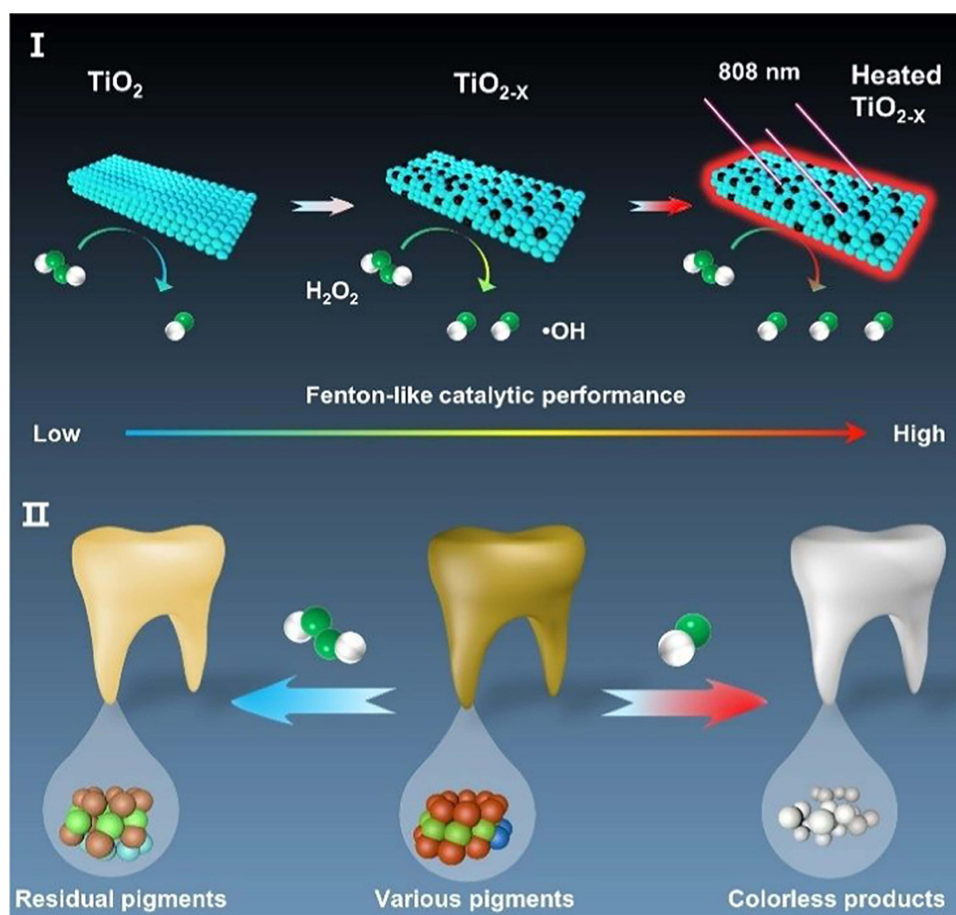 I
TiO₂
TiO₂₋X
808 nm
Heated
TiO₂₋X
H₂O₂
•OH
Fenton-like catalytic performance
Low
High
II
Residual pigments
Various pigments
Colorless products